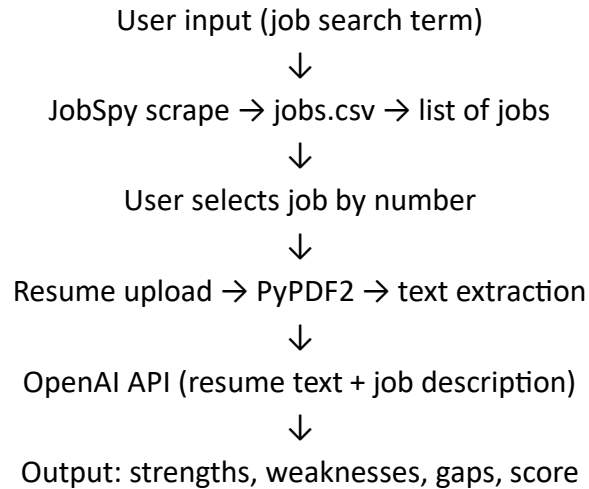 User input (job search term)
↓
JobSpy scrape → jobs.csv → list of jobs
↓
User selects job by number
↓
Resume upload → PyPDF2 → text extraction
↓
OpenAI API (resume text + job description)
↓
Output: strengths, weaknesses, gaps, score